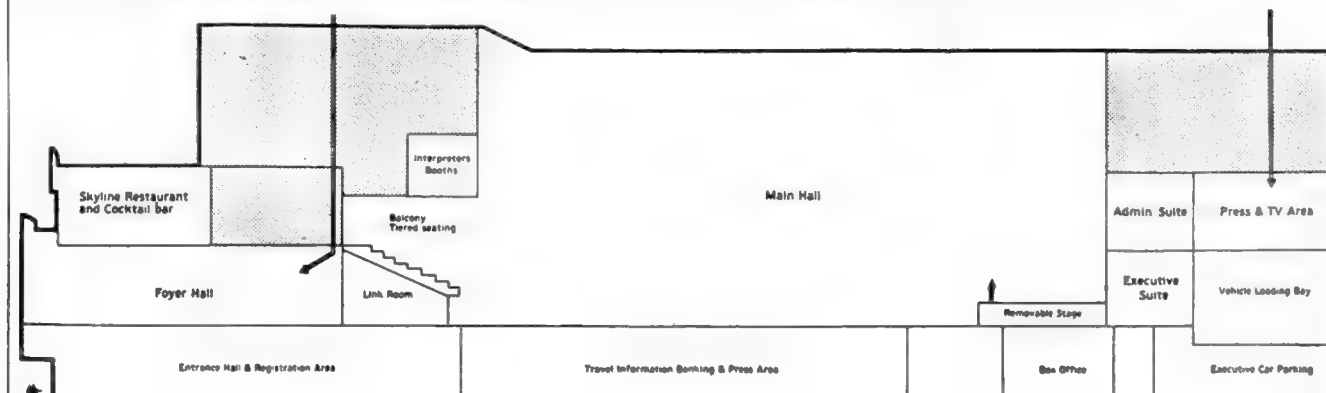 Interpreters
Booths
Skyline Restaurant
and Cocktail bar
Main Hall
Admin Suite
Press & TV Area
Balcony
Tiered seating
Foyer Hall
Link Room
Executive
Suite
Vehicle Loading Bay
Removable Stage
Entrance Hall & Registration Area
Travel Information Banking & Press Area
Box Office
Executive Car Parking